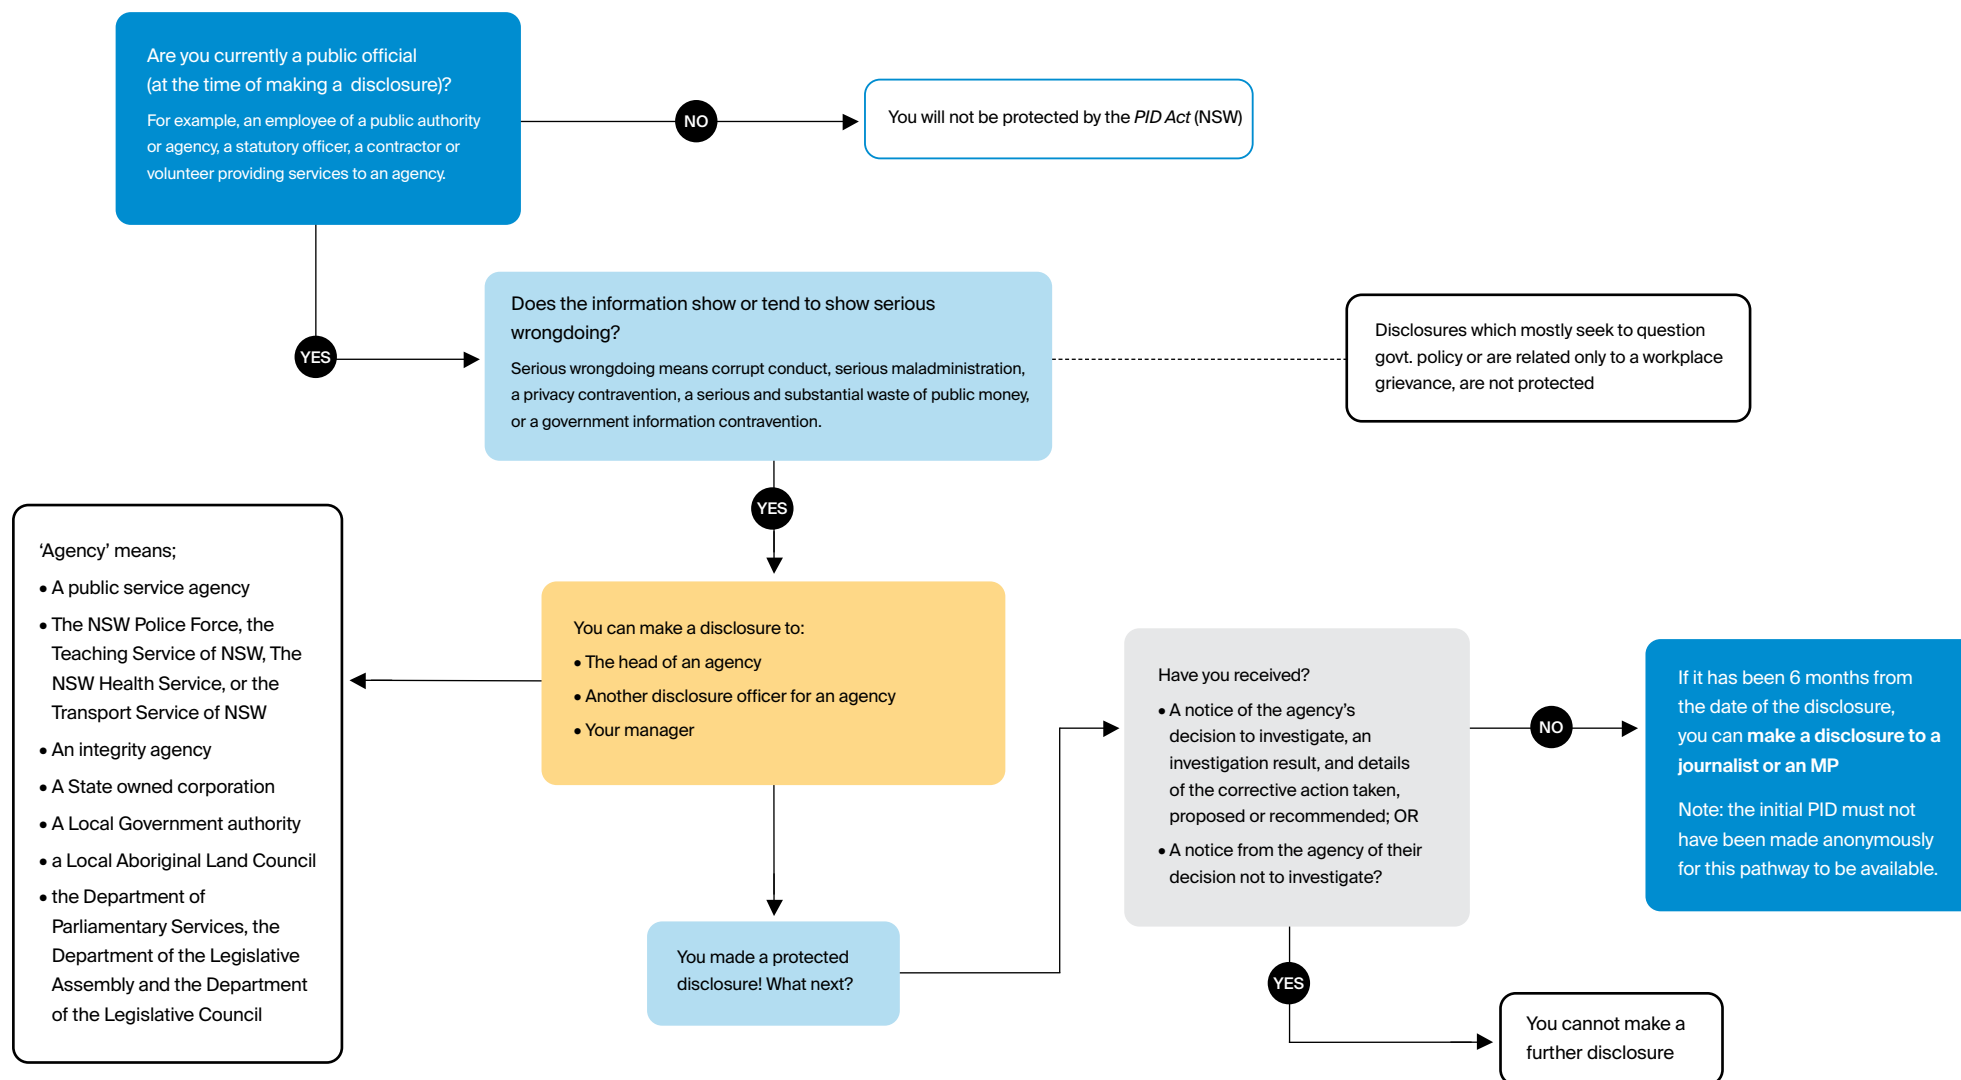 Are you currently a public official
(at the time of making a  disclosure)?
For example, an employee of a public authority
or agency, a statutory officer, a contractor or
volunteer providing services to an agency.
NO
You will not be protected by the PID Act (NSW)
YES
Does the information show or tend to show serious
wrongdoing?
Serious wrongdoing means corrupt conduct, serious maladministration,
a privacy contravention, a serious and substantial waste of public money,
or a government information contravention.
Disclosures which mostly seek to question
govt. policy or are related only to a workplace
grievance, are not protected
YES
‘Agency’ means;
• A public service agency
• The NSW Police Force, the
Teaching Service of NSW, The
NSW Health Service, or the
Transport Service of NSW
• An integrity agency
• A State owned corporation
• A Local Government authority
• a Local Aboriginal Land Council
• the Department of
Parliamentary Services, the
Department of the Legislative
Assembly and the Department
of the Legislative Council
You can make a disclosure to:
• The head of an agency
• Another disclosure officer for an agency
• Your manager
You made a protected
disclosure! What next?
Have you received?
• A notice of the agency’s
decision to investigate, an
investigation result, and details
of the corrective action taken,
proposed or recommended; OR
• A notice from the agency of their
decision not to investigate?
NO
If it has been 6 months from
the date of the disclosure,
you can make a disclosure to a
journalist or an MP
Note: the initial PID must not
have been made anonymously
for this pathway to be available.
YES
You cannot make a
further disclosure